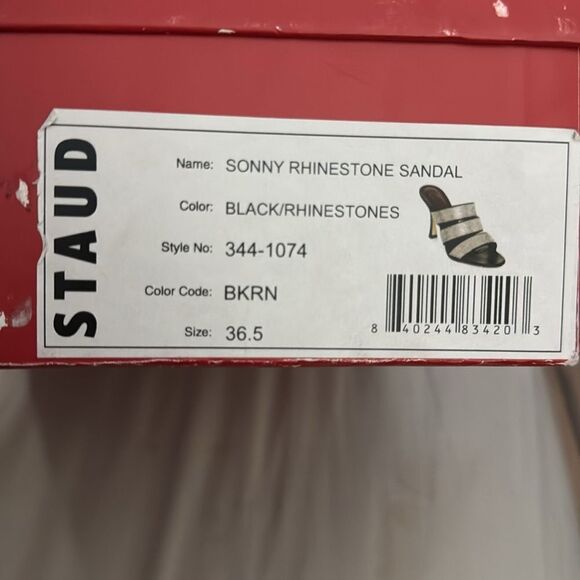 STAUD
Name: SONNY RHINESTONE SANDAL
Color: BLACK/RHINESTONES
Style No: 344-1074
Color Code: BKRN
Size: 36.5
8 40244 83420 3